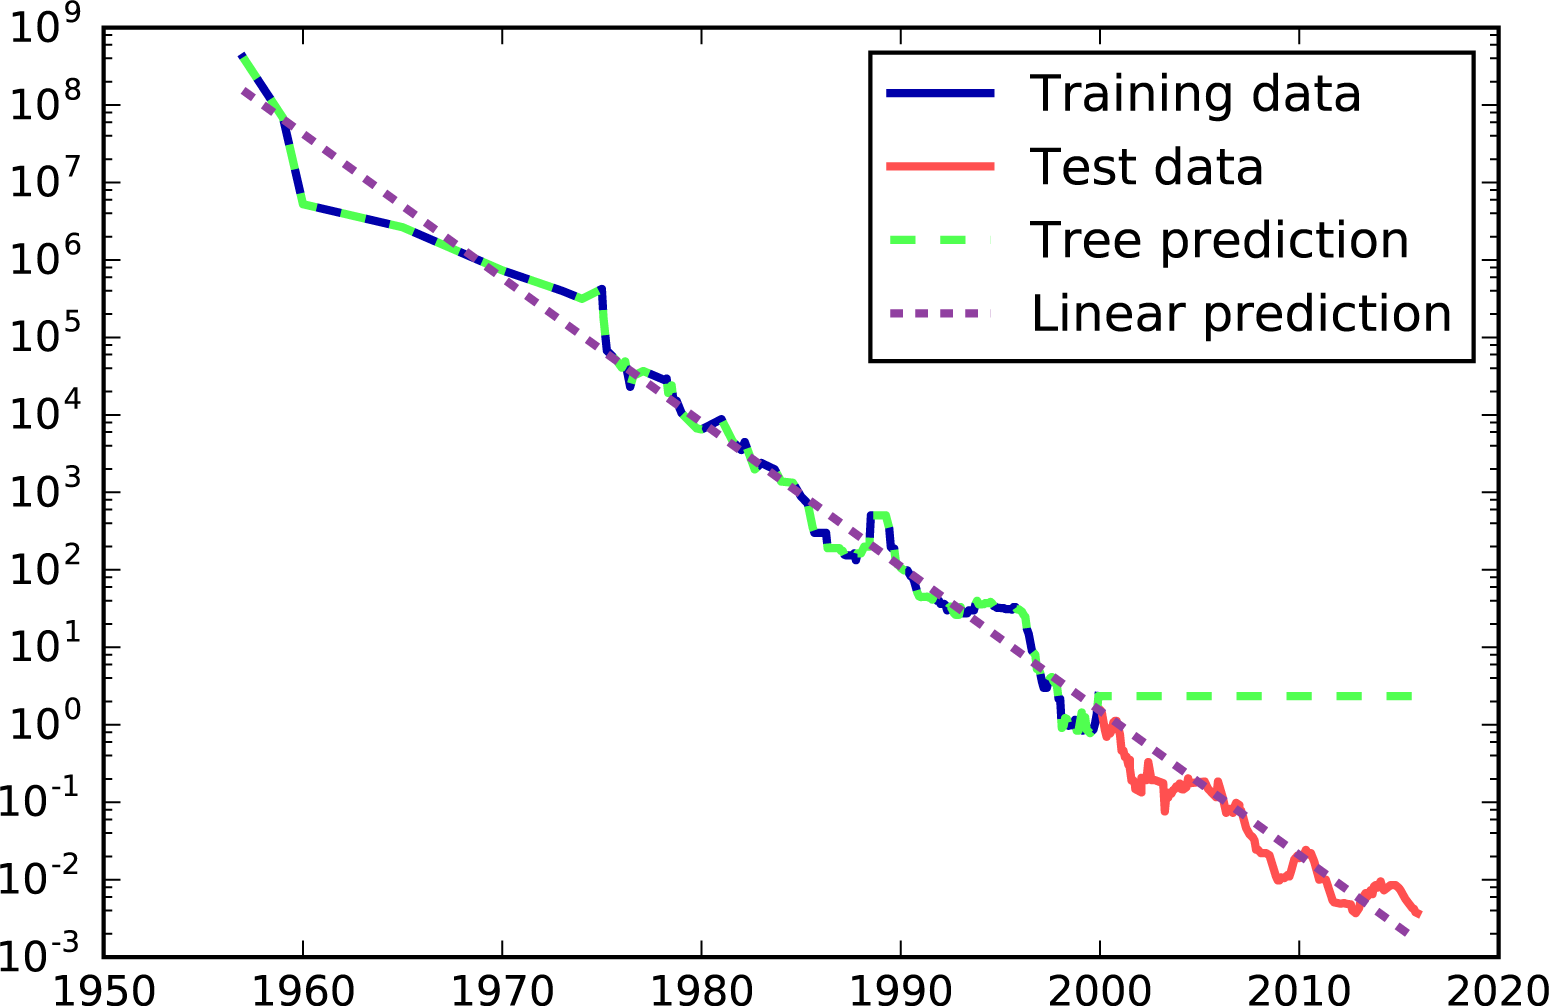 10^9
10^8
10^7
10^6
10^5
10^4
10^3
10^2
10^1
10^0
10^-1
10^-2
10^-3
Training data
Test data
Tree prediction
Linear prediction
1950 1960 1970 1980 1990 2000 2010 2020